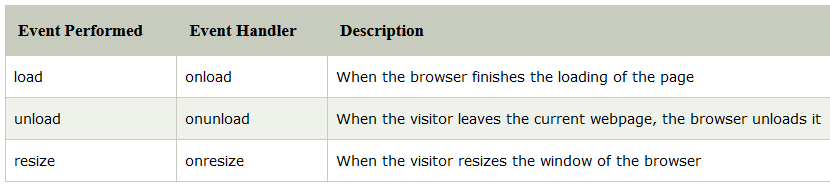 Event Performed Event Handler Description
load onload When the browser finishes the loading of the page
unload onunload When the visitor leaves the current webpage, the browser unloads it
resize onresize When the visitor resizes the window of the browser